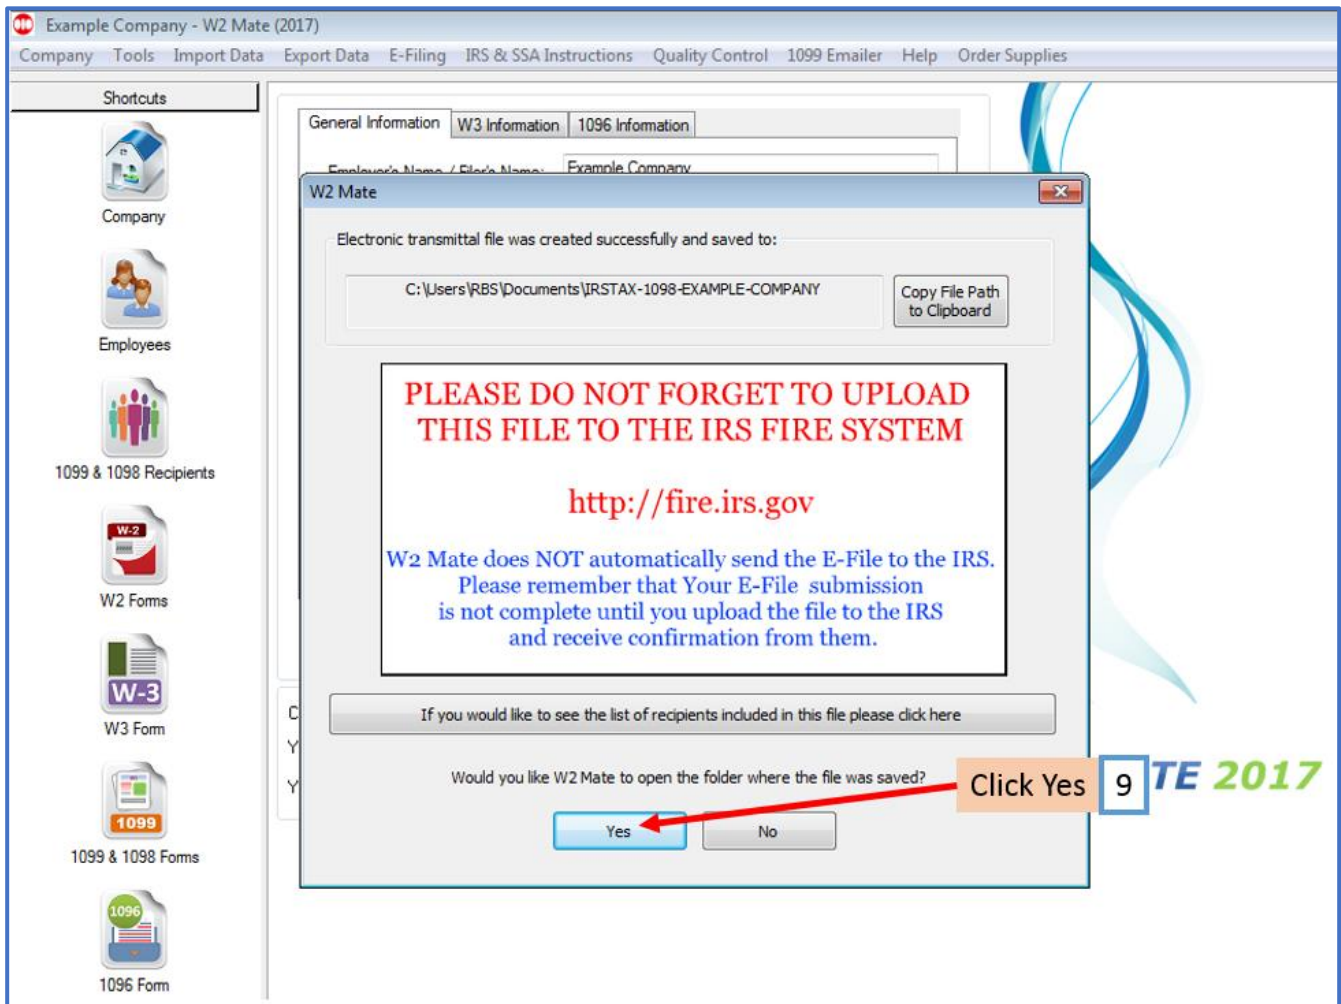 Example Company - W2 Mate (2017)
Company Tools Import Data Export Data E-Filing IRS & SSA Instructions Quality Control 1099 Emailer Help Order Supplies
Shortcuts
Company
Employees
1099 & 1098 Recipients
W-2
W2 Forms
W-3
W3 Form
1099
1099 & 1098 Forms
1096
1096 Form
General Information W3 Information 1096 Information
Employer's Name / Filer's Name: Example Company
W2 Mate
Electronic transmittal file was created successfully and saved to:
C:\Users\RBS\Documents\IRSTAX-1098-EXAMPLE-COMPANY
Copy File Path
to Clipboard
PLEASE DO NOT FORGET TO UPLOAD
THIS FILE TO THE IRS FIRE SYSTEM
http://fire.irs.gov
W2 Mate does NOT automatically send the E-File to the IRS.
Please remember that Your E-File submission
is not complete until you upload the file to the IRS
and receive confirmation from them.
If you would like to see the list of recipients included in this file please click here
Would you like W2 Mate to open the folder where the file was saved?
Yes No
Click Yes 9
TE 2017
C
Y
Y